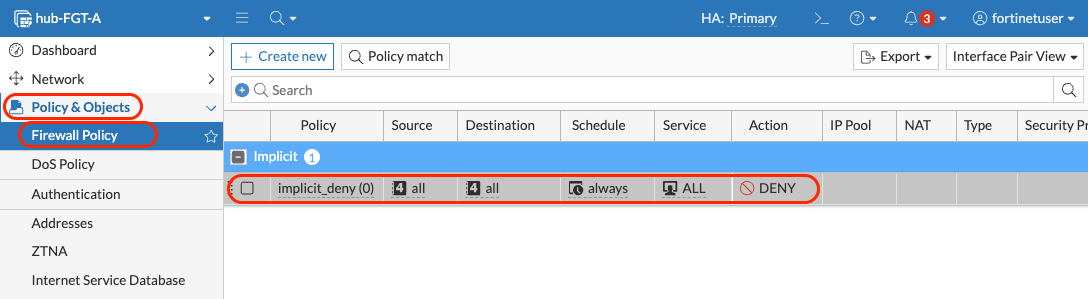 hub-FGT-A HA: Primary >_ 3 fortinetuser
Dashboard
Network
Policy & Objects
Firewall Policy
DoS Policy
Authentication
Addresses
ZTNA
Internet Service Database
+ Create new Policy match Export Interface Pair View
Search
Policy Source Destination Schedule Service Action IP Pool NAT Type Security Pr
Implicit 1
implicit_deny (0) 4 all 4 all always ALL DENY